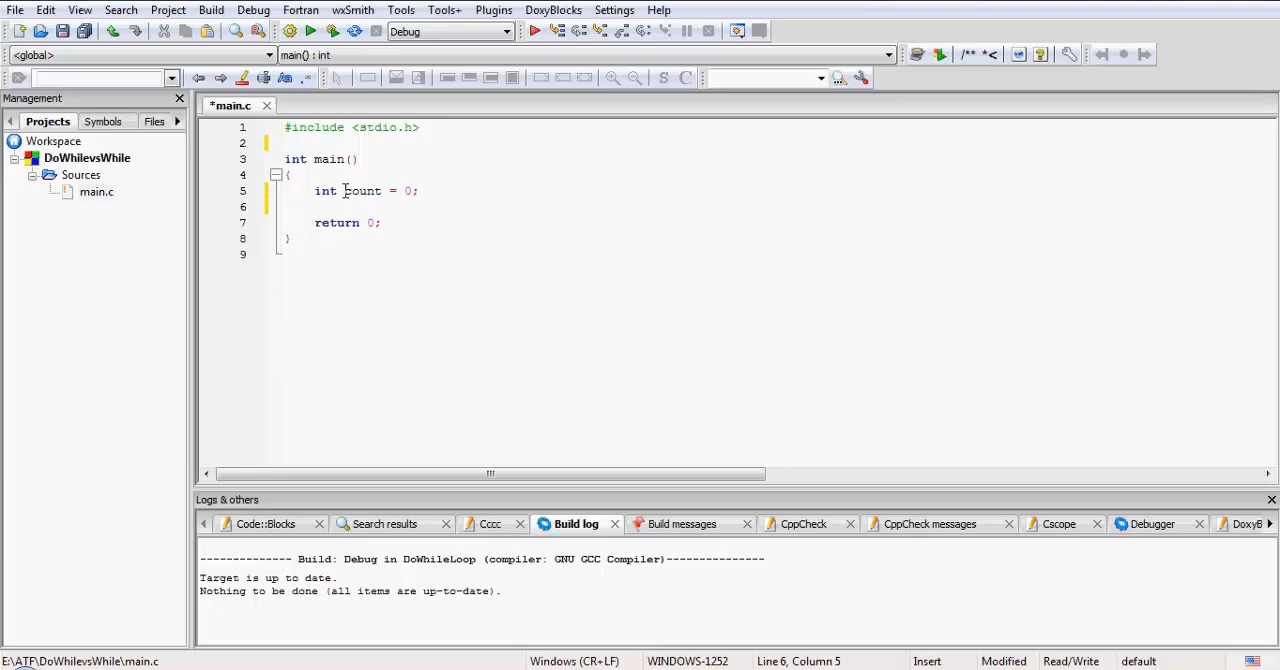 File Edit View Search Project Build Debug Fortran wxSmith Tools Tools+ Plugins DoxyBlocks Settings Help
Debug
<global> main() : int
/** *<
S C
Management
Projects Symbols Files
Workspace
DoWhilevsWhile
Sources
main.c
*main.c
1 #include <stdio.h>
2
3 int main()
4 {
5 int count = 0;
6
7 return 0;
8 }
9
Logs & others
Code::Blocks Search results Cccc Build log Build messages CppCheck CppCheck messages Cscope Debugger DoxyB
-------------- Build: Debug in DoWhileLoop (compiler: GNU GCC Compiler)---------------
Target is up to date.
Nothing to be done (all items are up-to-date).
E:\ATF\DoWhilevsWhile\main.c Windows (CR+LF) WINDOWS-1252 Line 6, Column 5 Insert Modified Read/Write default